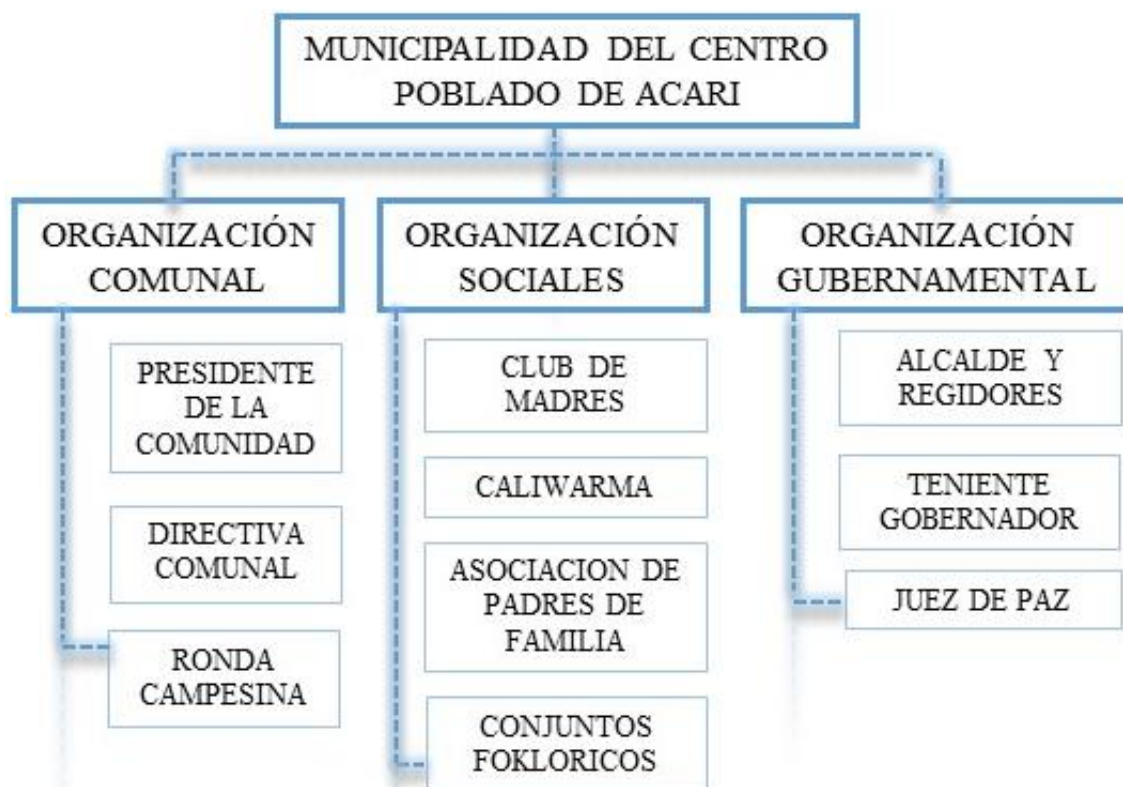 MUNICIPALIDAD DEL CENTRO
POBLADO DE ACARI
ORGANIZACIÓN
COMUNAL
PRESIDENTE
DE LA
COMUNIDAD
DIRECTIVA
COMUNAL
RONDA
CAMPESINA
ORGANIZACIÓN
SOCIALES
CLUB DE
MADRES
CALIWARMA
ASOCIACION DE
PADRES DE
FAMILIA
CONJUNTOS
FOKLORICOS
ORGANIZACIÓN
GUBERNAMENTAL
ALCALDE Y
REGIDORES
TENIENTE
GOBERNADOR
JUEZ DE PAZ